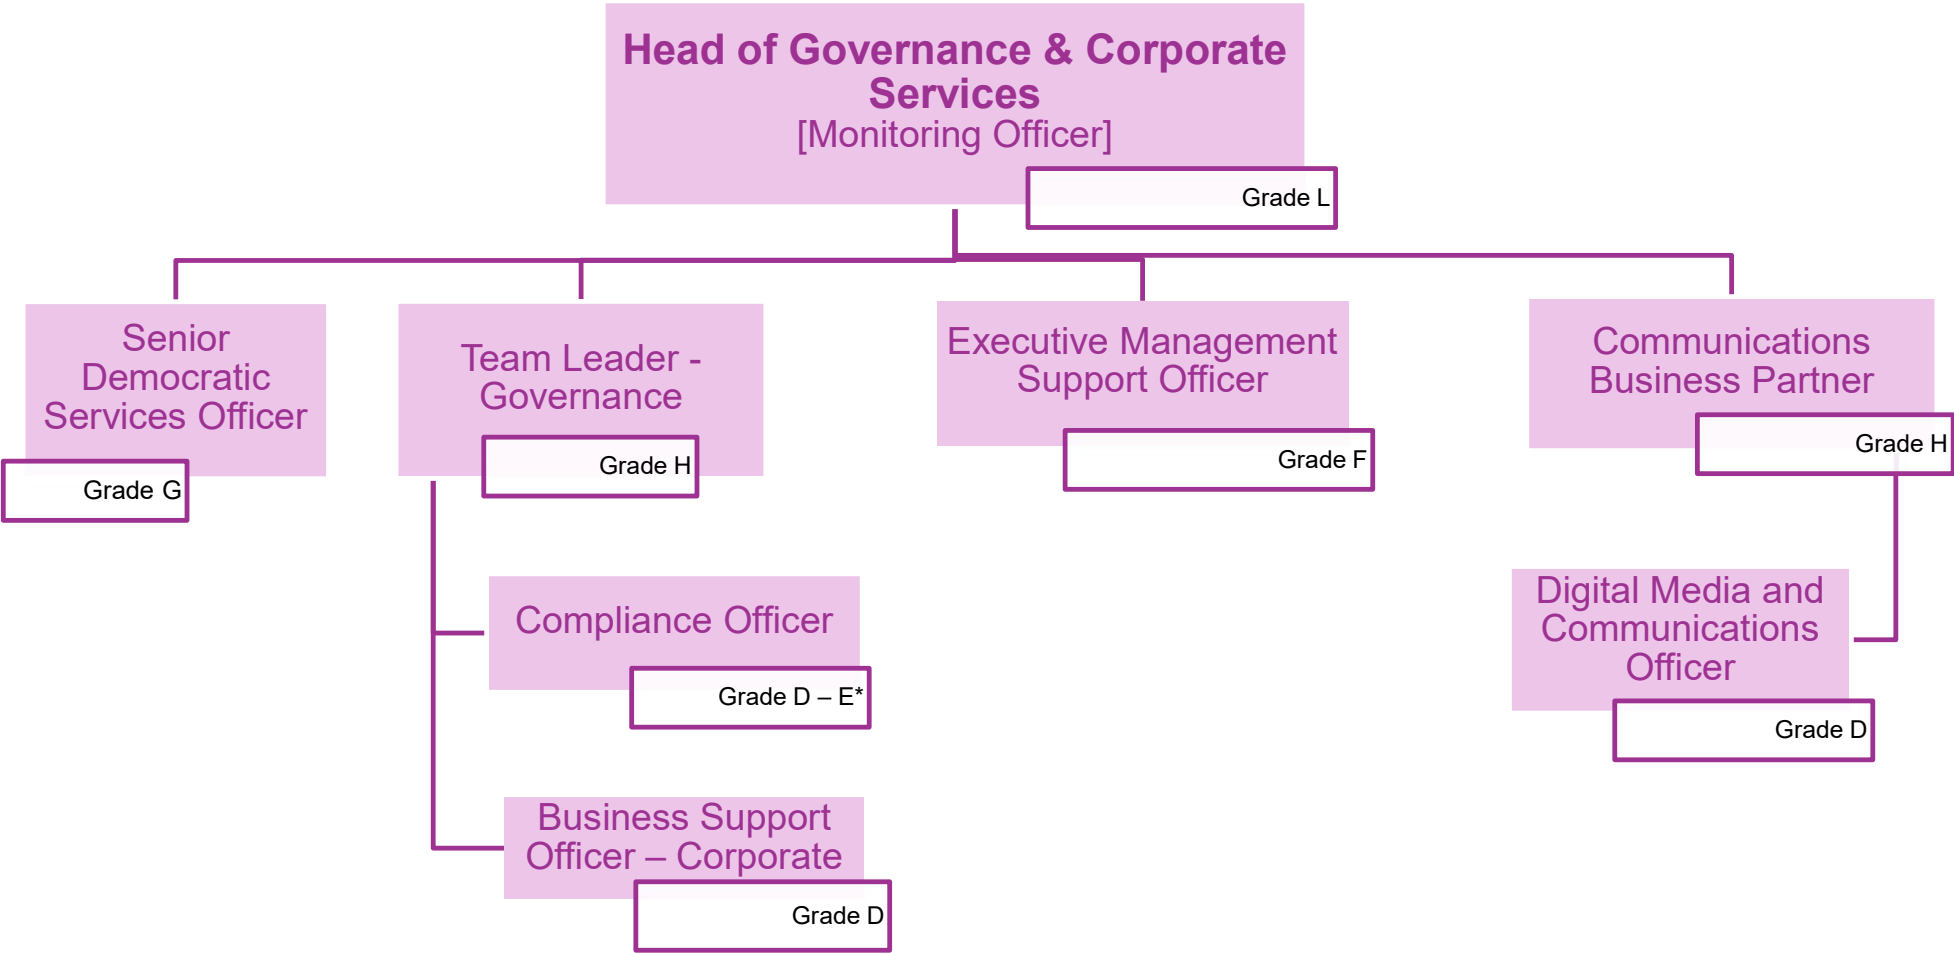 Head of Governance & Corporate
Services
[Monitoring Officer]
Grade L
Senior
Democratic
Services Officer
Grade G
Team Leader -
Governance
Grade H
Executive Management
Support Officer
Grade F
Communications
Business Partner
Grade H
Compliance Officer
Grade D – E*
Business Support
Officer – Corporate
Grade D
Digital Media and
Communications
Officer
Grade D